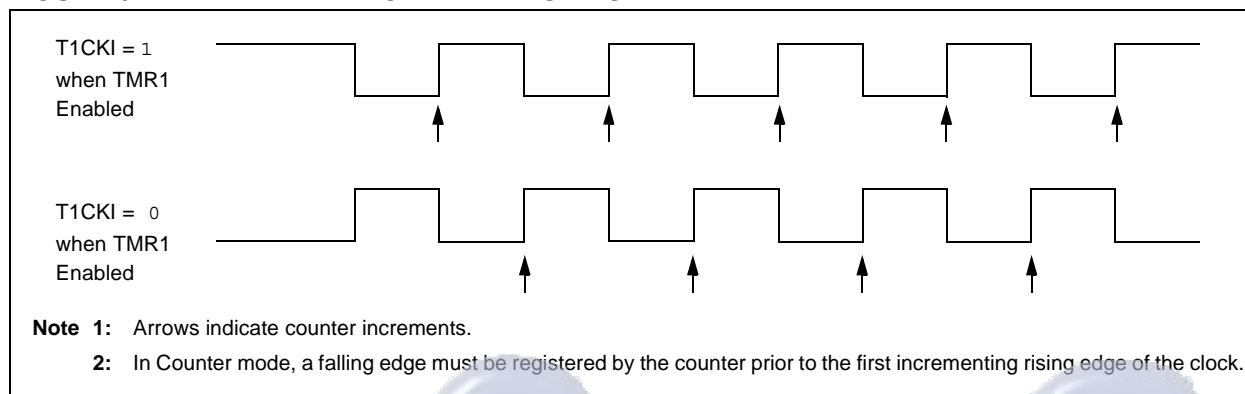 T1CKI = 1
when TMR1
Enabled
T1CKI = 0
when TMR1
Enabled
Note 1: Arrows indicate counter increments.
2: In Counter mode, a falling edge must be registered by the counter prior to the first incrementing rising edge of the clock.